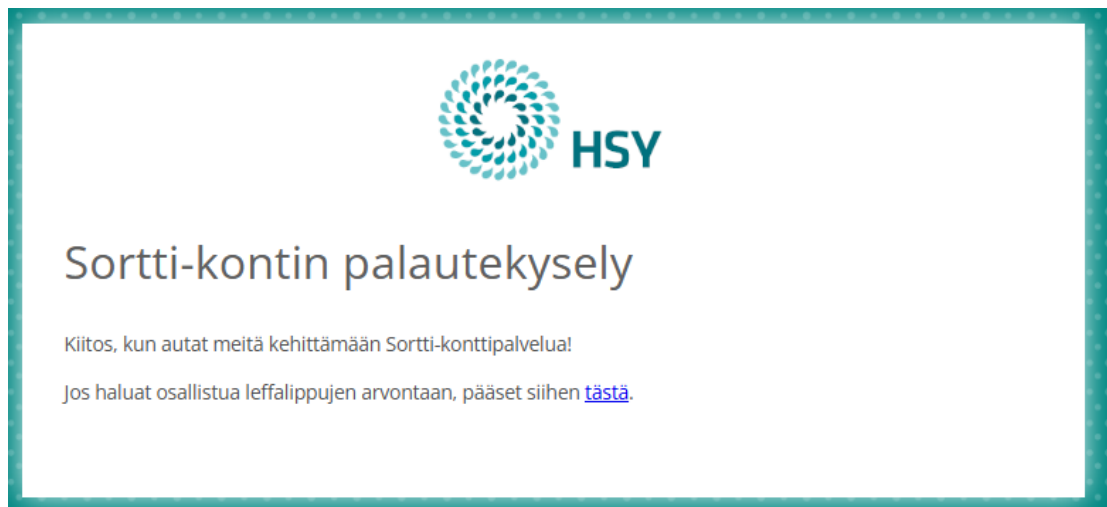 HSY
Sortti-kontin palautekysely
Kiitos, kun autat meitä kehittämään Sortti-konttipalvelua!
Jos haluat osallistua leffalippujen arvontaan, pääset siihen tästä.